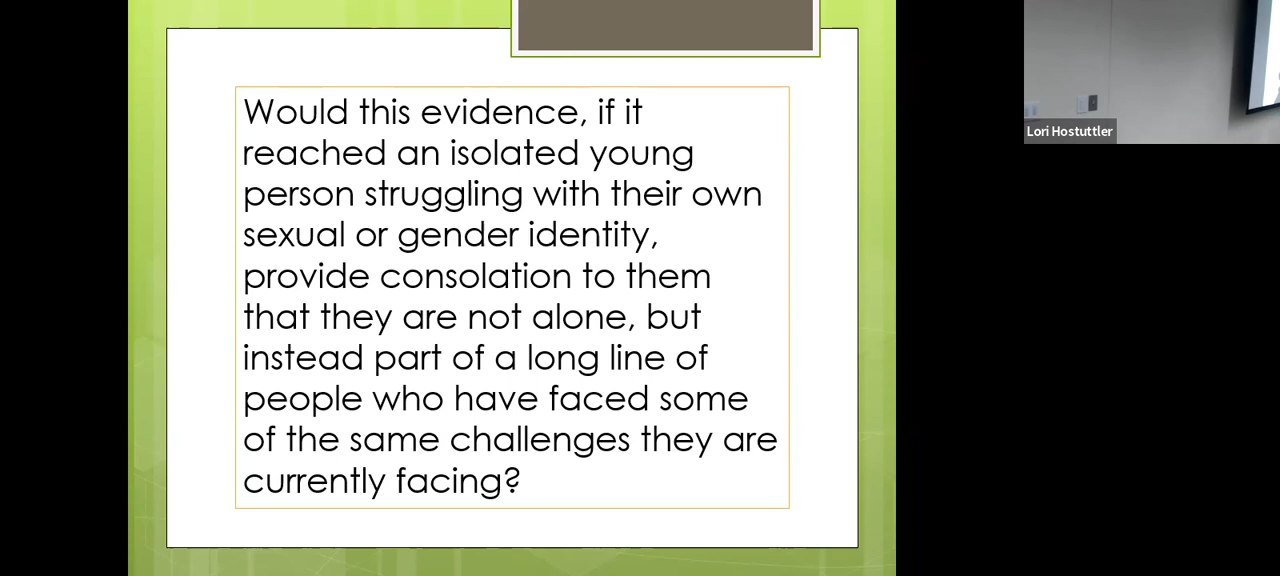 Would this evidence, if it
reached an isolated young
person struggling with their own
sexual or gender identity,
provide consolation to them
that they are not alone, but
instead part of a long line of
people who have faced some
of the same challenges they are
currently facing?
Lori Hostuttler